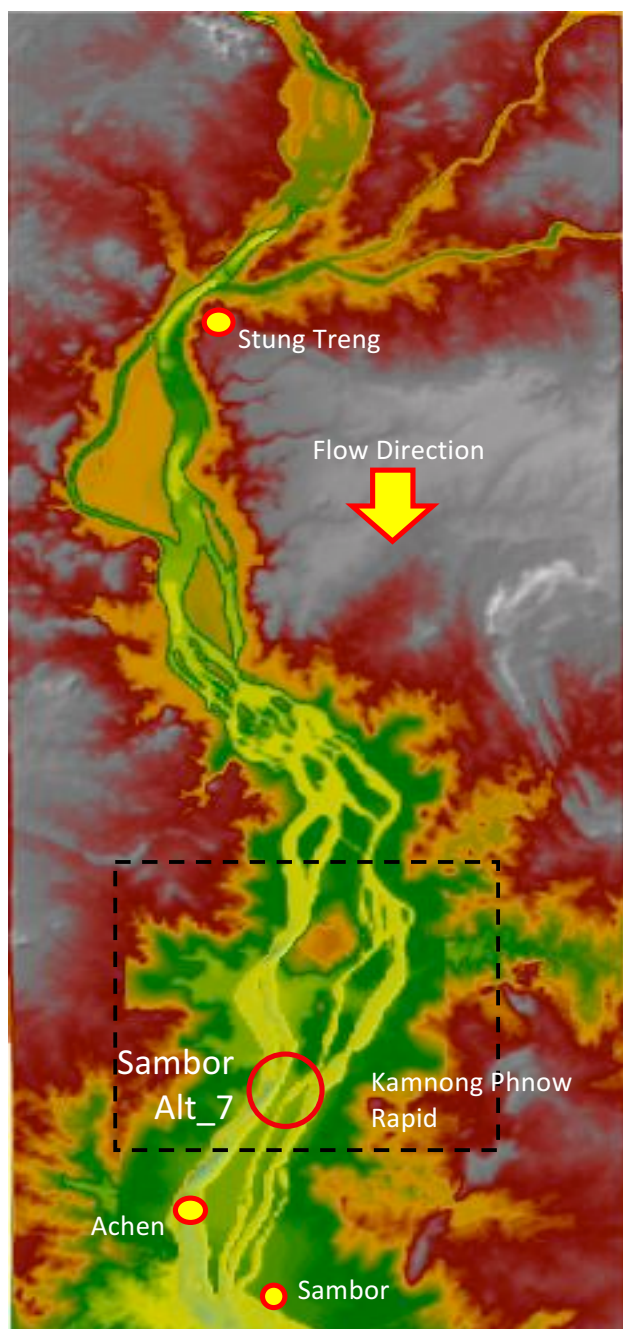 Stung Treng
Flow Direction
Sambor
Alt_7
Kamnong Phnow
Rapid
Achen
Sambor